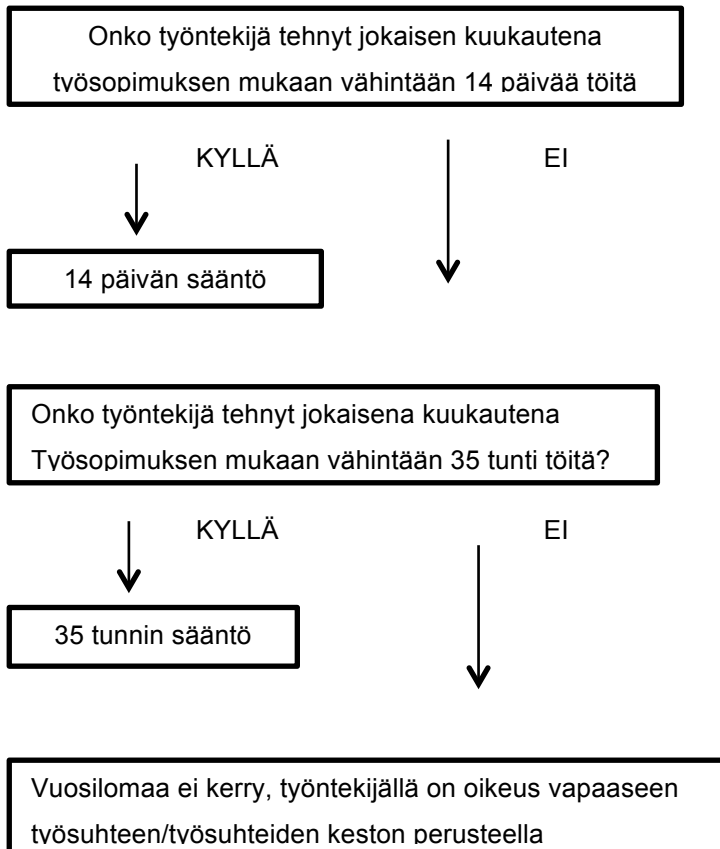 Onko työntekijä tehnyt jokaisen kuukautena
työsopimuksen mukaan vähintään 14 päivää töitä
KYLLÄ EI
14 päivän sääntö
Onko työntekijä tehnyt jokaisena kuukautena
Työsopimuksen mukaan vähintään 35 tunti töitä?
KYLLÄ EI
35 tunnin sääntö
Vuosilomaa ei kerry, työntekijällä on oikeus vapaaseen
työsuhteen/työsuhteiden keston perusteella